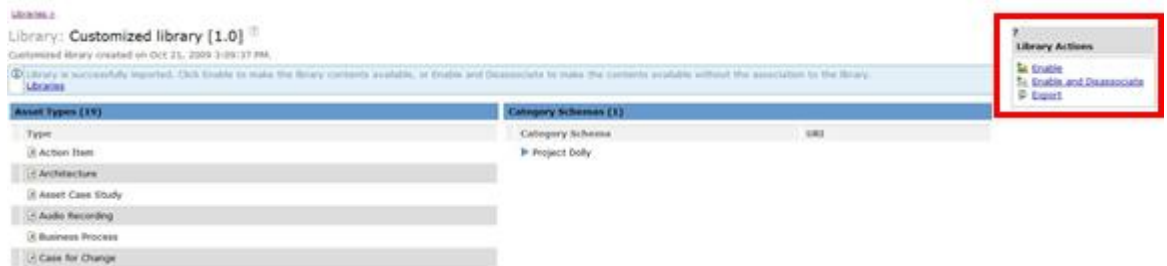 Libraries >
Library: Customized library [1.0] ?
Customized library created on Oct 21, 2009 3:09:37 PM.
Library is successfully imported. Click Enable to make the library contents available, or Enable and Disassociate to make the contents available without the association to the library.
Libraries
?
Library Actions
Enable
Enable and Disassociate
Export
Asset Types (19)
Type
Action Item
Architecture
Asset Case Study
Audio Recording
Business Process
Case for Change
Category Schemas (1)
Category Schema URI
Project Dolly